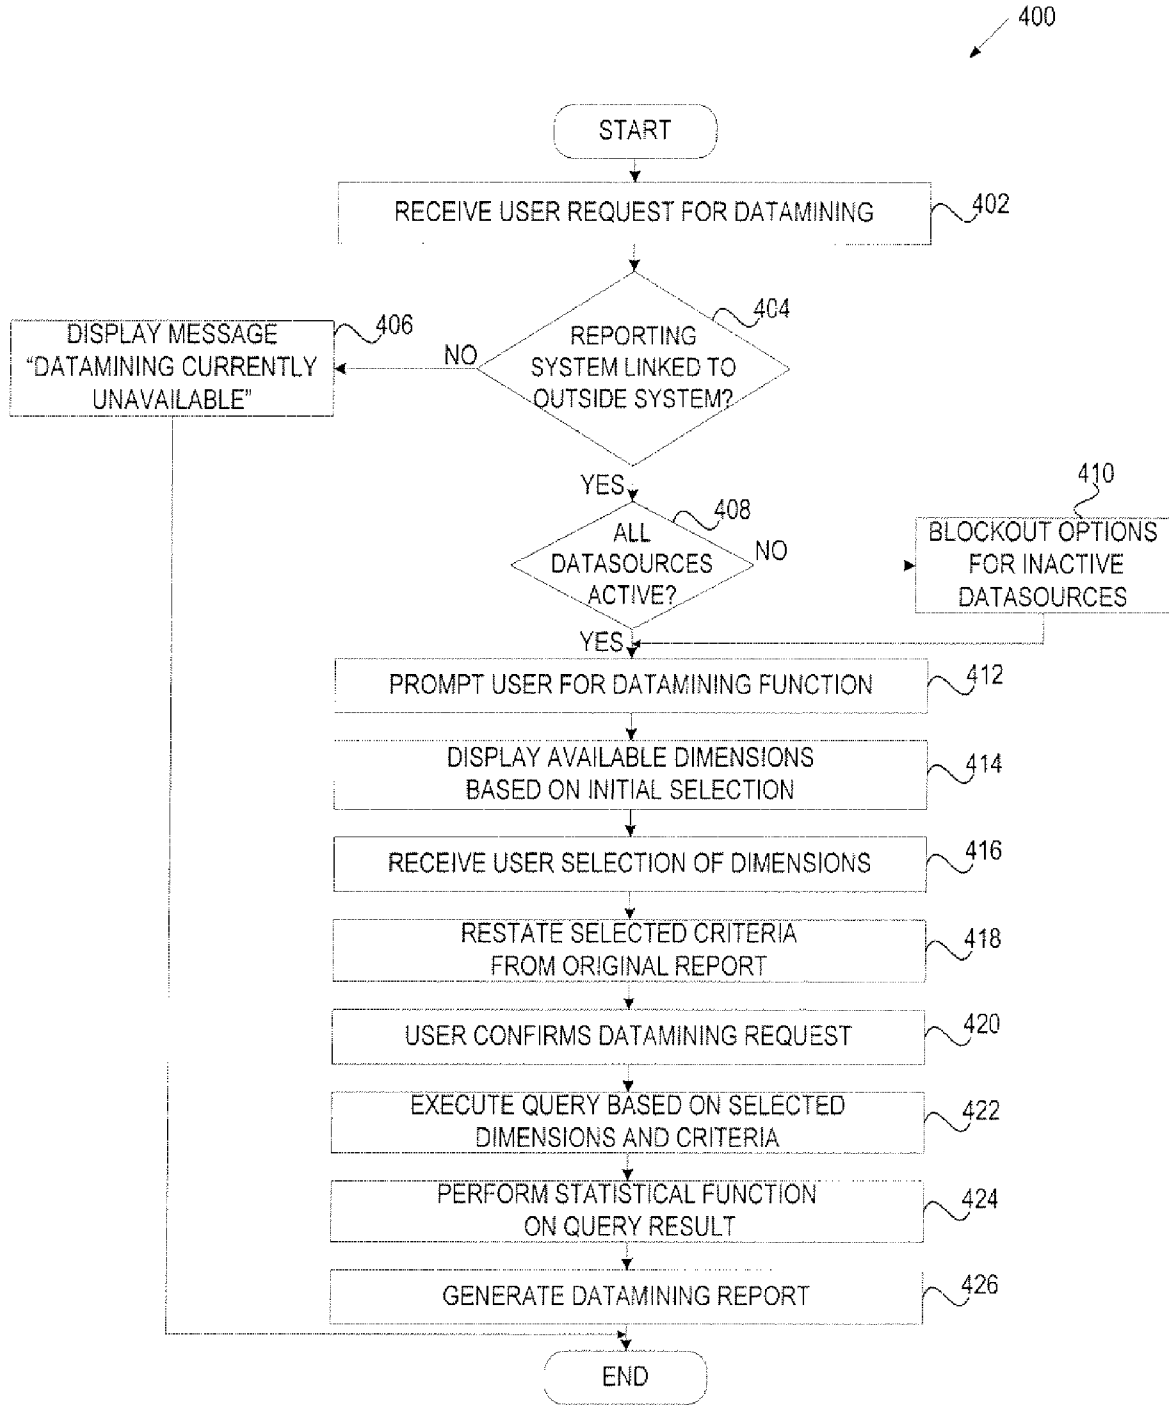 400
START
RECEIVE USER REQUEST FOR DATAMINING
402
404
REPORTING
SYSTEM LINKED TO
OUTSIDE SYSTEM?
NO
406
DISPLAY MESSAGE
“DATAMINING CURRENTLY
UNAVAILABLE”
YES
408
ALL
DATASOURCES
ACTIVE?
NO
410
BLOCKOUT OPTIONS
FOR INACTIVE
DATASOURCES
YES
PROMPT USER FOR DATAMINING FUNCTION
412
DISPLAY AVAILABLE DIMENSIONS
BASED ON INITIAL SELECTION
414
RECEIVE USER SELECTION OF DIMENSIONS
416
RESTATE SELECTED CRITERIA
FROM ORIGINAL REPORT
418
USER CONFIRMS DATAMINING REQUEST
420
EXECUTE QUERY BASED ON SELECTED
DIMENSIONS AND CRITERIA
422
PERFORM STATISTICAL FUNCTION
ON QUERY RESULT
424
GENERATE DATAMINING REPORT
426
END